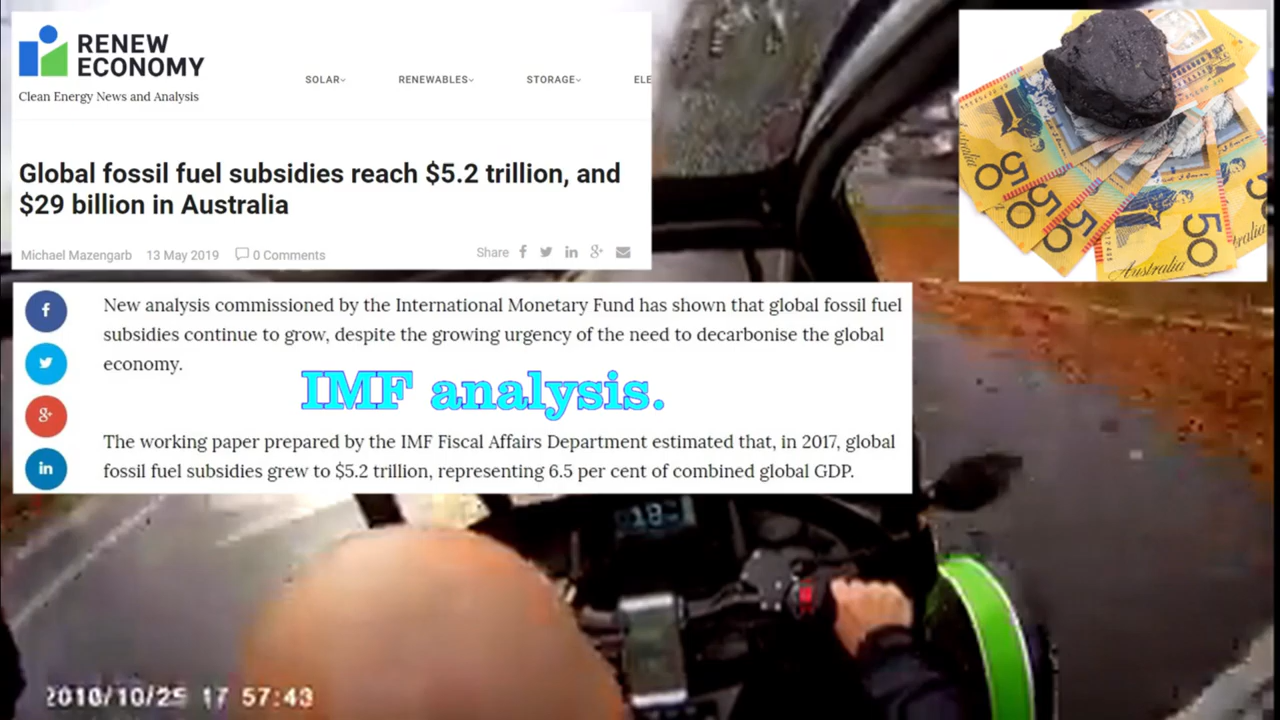 RENEW
ECONOMY
Clean Energy News and Analysis
SOLAR
RENEWABLES
STORAGE
ELE
Global fossil fuel subsidies reach $5.2 trillion, and
$29 billion in Australia
Michael Mazengarb 13 May 2019 0 Comments
Share
50
50
50
50
Australia
tralia
New analysis commissioned by the International Monetary Fund has shown that global fossil fuel
subsidies continue to grow, despite the growing urgency of the need to decarbonise the global
economy.
IMF analysis.
The working paper prepared by the IMF Fiscal Affairs Department estimated that, in 2017, global
fossil fuel subsidies grew to $5.2 trillion, representing 6.5 per cent of combined global GDP.
2010/10/25 17 57:43